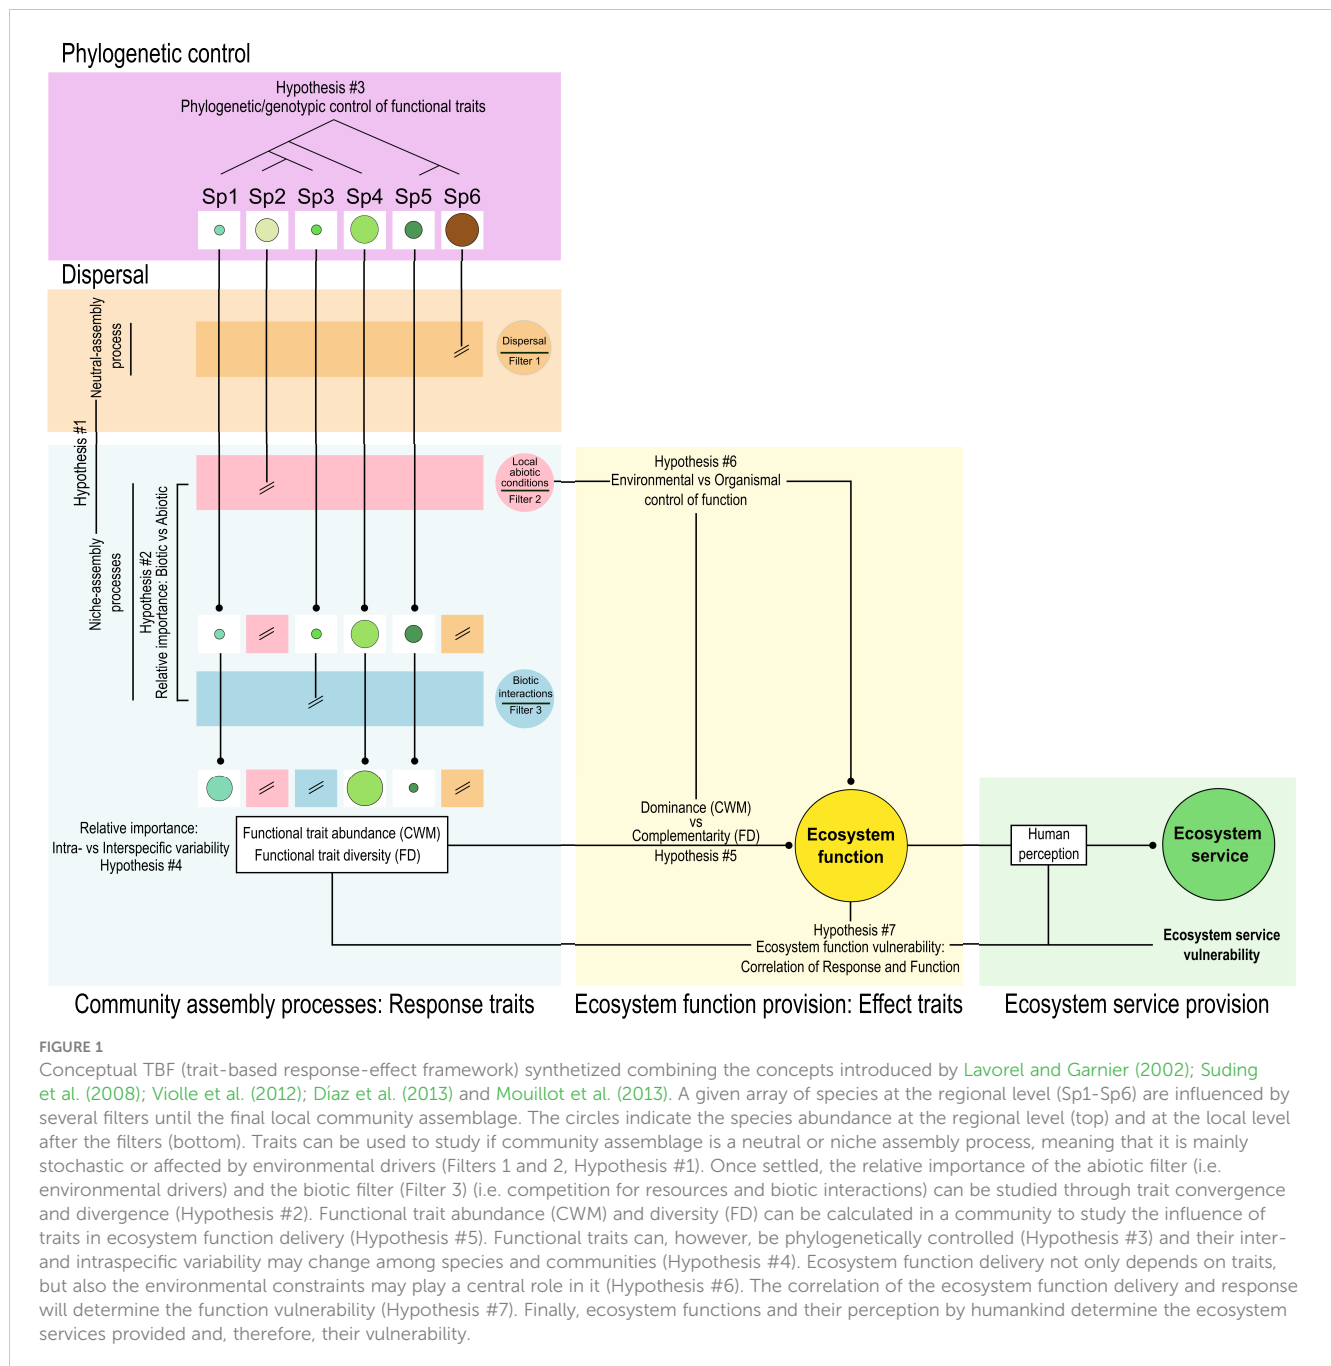 Phylogenetic control
Hypothesis #3
Phylogenetic/genotypic control of functional traits
Sp1 Sp2 Sp3 Sp4 Sp5 Sp6
Dispersal
Neutral-assembly
process
Dispersal
Filter 1
Hypothesis #1
Niche-assembly
processes
Hypothesis #2
Relative importance: Biotic vs Abiotic
Local
abiotic
conditions
Filter 2
Hypothesis #6
Environmental vs Organismal
control of function
Biotic
interactions
Filter 3
Relative importance:
Intra- vs Interspecific variability
Hypothesis #4
Functional trait abundance (CWM)
Functional trait diversity (FD)
Dominance (CWM)
vs
Complementarity (FD)
Hypothesis #5
Ecosystem
function
Human
perception
Ecosystem
service
Hypothesis #7
Ecosystem function vulnerability:
Correlation of Response and Function
Ecosystem service
vulnerability
Community assembly processes: Response traits
Ecosystem function provision: Effect traits
Ecosystem service provision
FIGURE 1
Conceptual TBF (trait-based response-effect framework) synthetized combining the concepts introduced by Lavorel and Garnier (2002); Suding
et al. (2008); Violle et al. (2012); Díaz et al. (2013) and Mouillot et al. (2013). A given array of species at the regional level (Sp1-Sp6) are influenced by
several filters until the final local community assemblage. The circles indicate the species abundance at the regional level (top) and at the local level
after the filters (bottom). Traits can be used to study if community assemblage is a neutral or niche assembly process, meaning that it is mainly
stochastic or affected by environmental drivers (Filters 1 and 2, Hypothesis #1). Once settled, the relative importance of the abiotic filter (i.e.
environmental drivers) and the biotic filter (Filter 3) (i.e. competition for resources and biotic interactions) can be studied through trait convergence
and divergence (Hypothesis #2). Functional trait abundance (CWM) and diversity (FD) can be calculated in a community to study the influence of
traits in ecosystem function delivery (Hypothesis #5). Functional traits can, however, be phylogenetically controlled (Hypothesis #3) and their inter-
and intraspecific variability may change among species and communities (Hypothesis #4). Ecosystem function delivery not only depends on traits,
but also the environmental constraints may play a central role in it (Hypothesis #6). The correlation of the ecosystem function delivery and response
will determine the function vulnerability (Hypothesis #7). Finally, ecosystem functions and their perception by humankind determine the ecosystem
services provided and, therefore, their vulnerability.